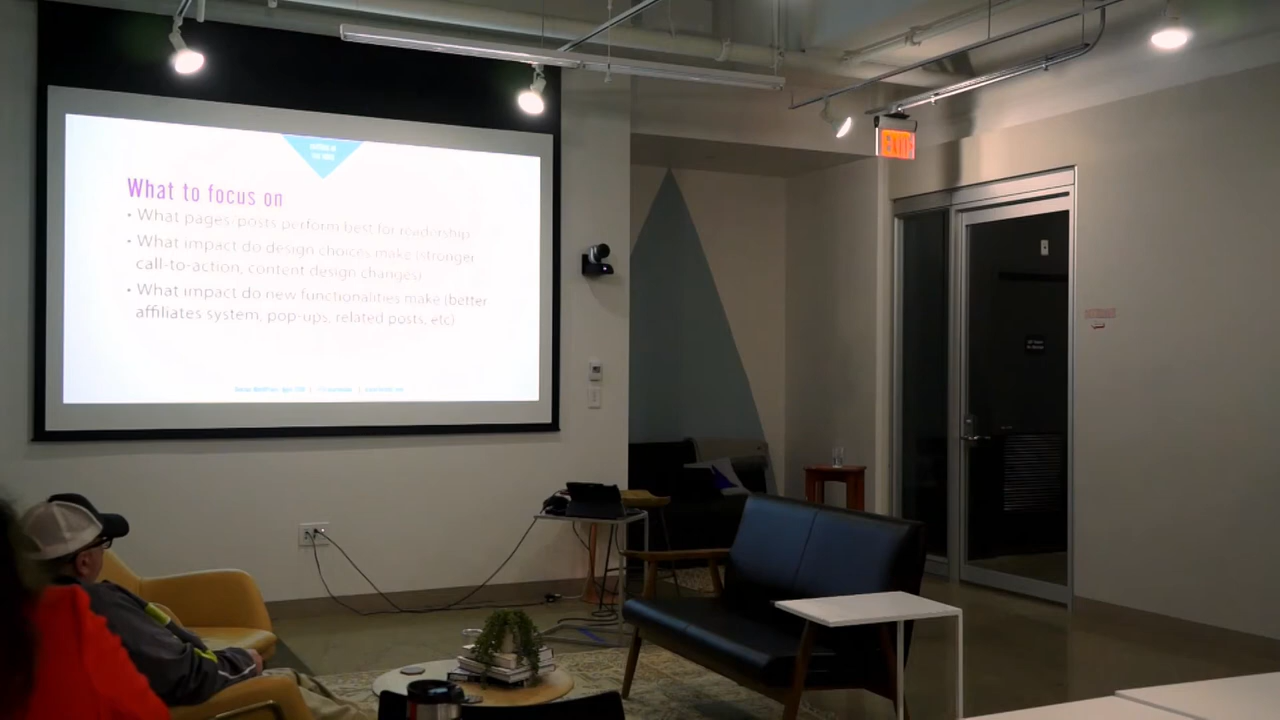 What to focus on
• What pages, posts perform best for readership
• What impact do design choices make (stronger
call-to-action, content design changes)
• What impact do new functionalities make (better
affiliates system, pop-ups, related posts, etc)
EXIT